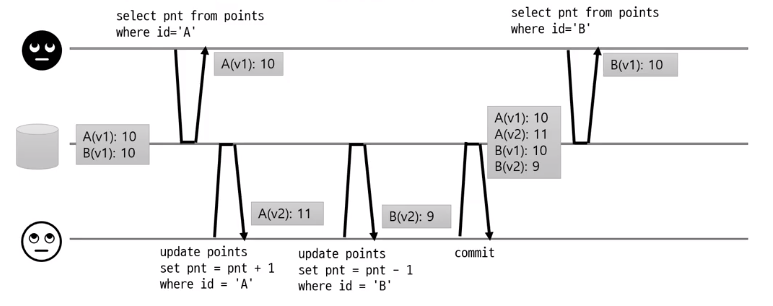 select pnt from points
where id='A'
select pnt from points
where id='B'
A(v1): 10
B(v1): 10
A(v1): 10
B(v1): 10
A(v1): 10
A(v2): 11
B(v1): 10
B(v2): 9
A(v2): 11
B(v2): 9
update points
set pnt = pnt + 1
where id = 'A'
update points
set pnt = pnt - 1
where id = 'B'
commit